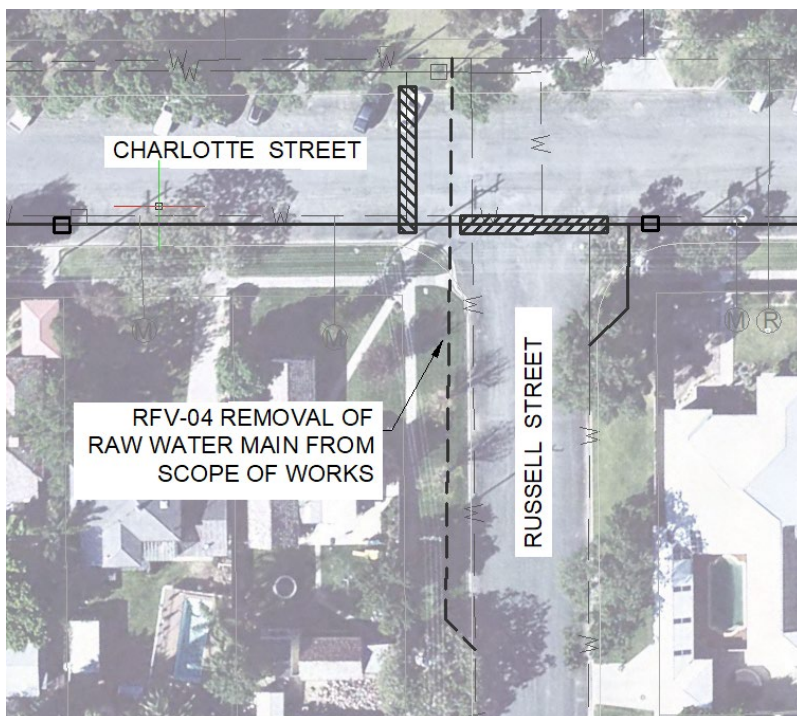 W
W
W
W
CHARLOTTE STREET
W
W
W
W
M
M
M
R
RFV-04 REMOVAL OF
RAW WATER MAIN FROM
SCOPE OF WORKS
RUSSELL STREET
W
W
W